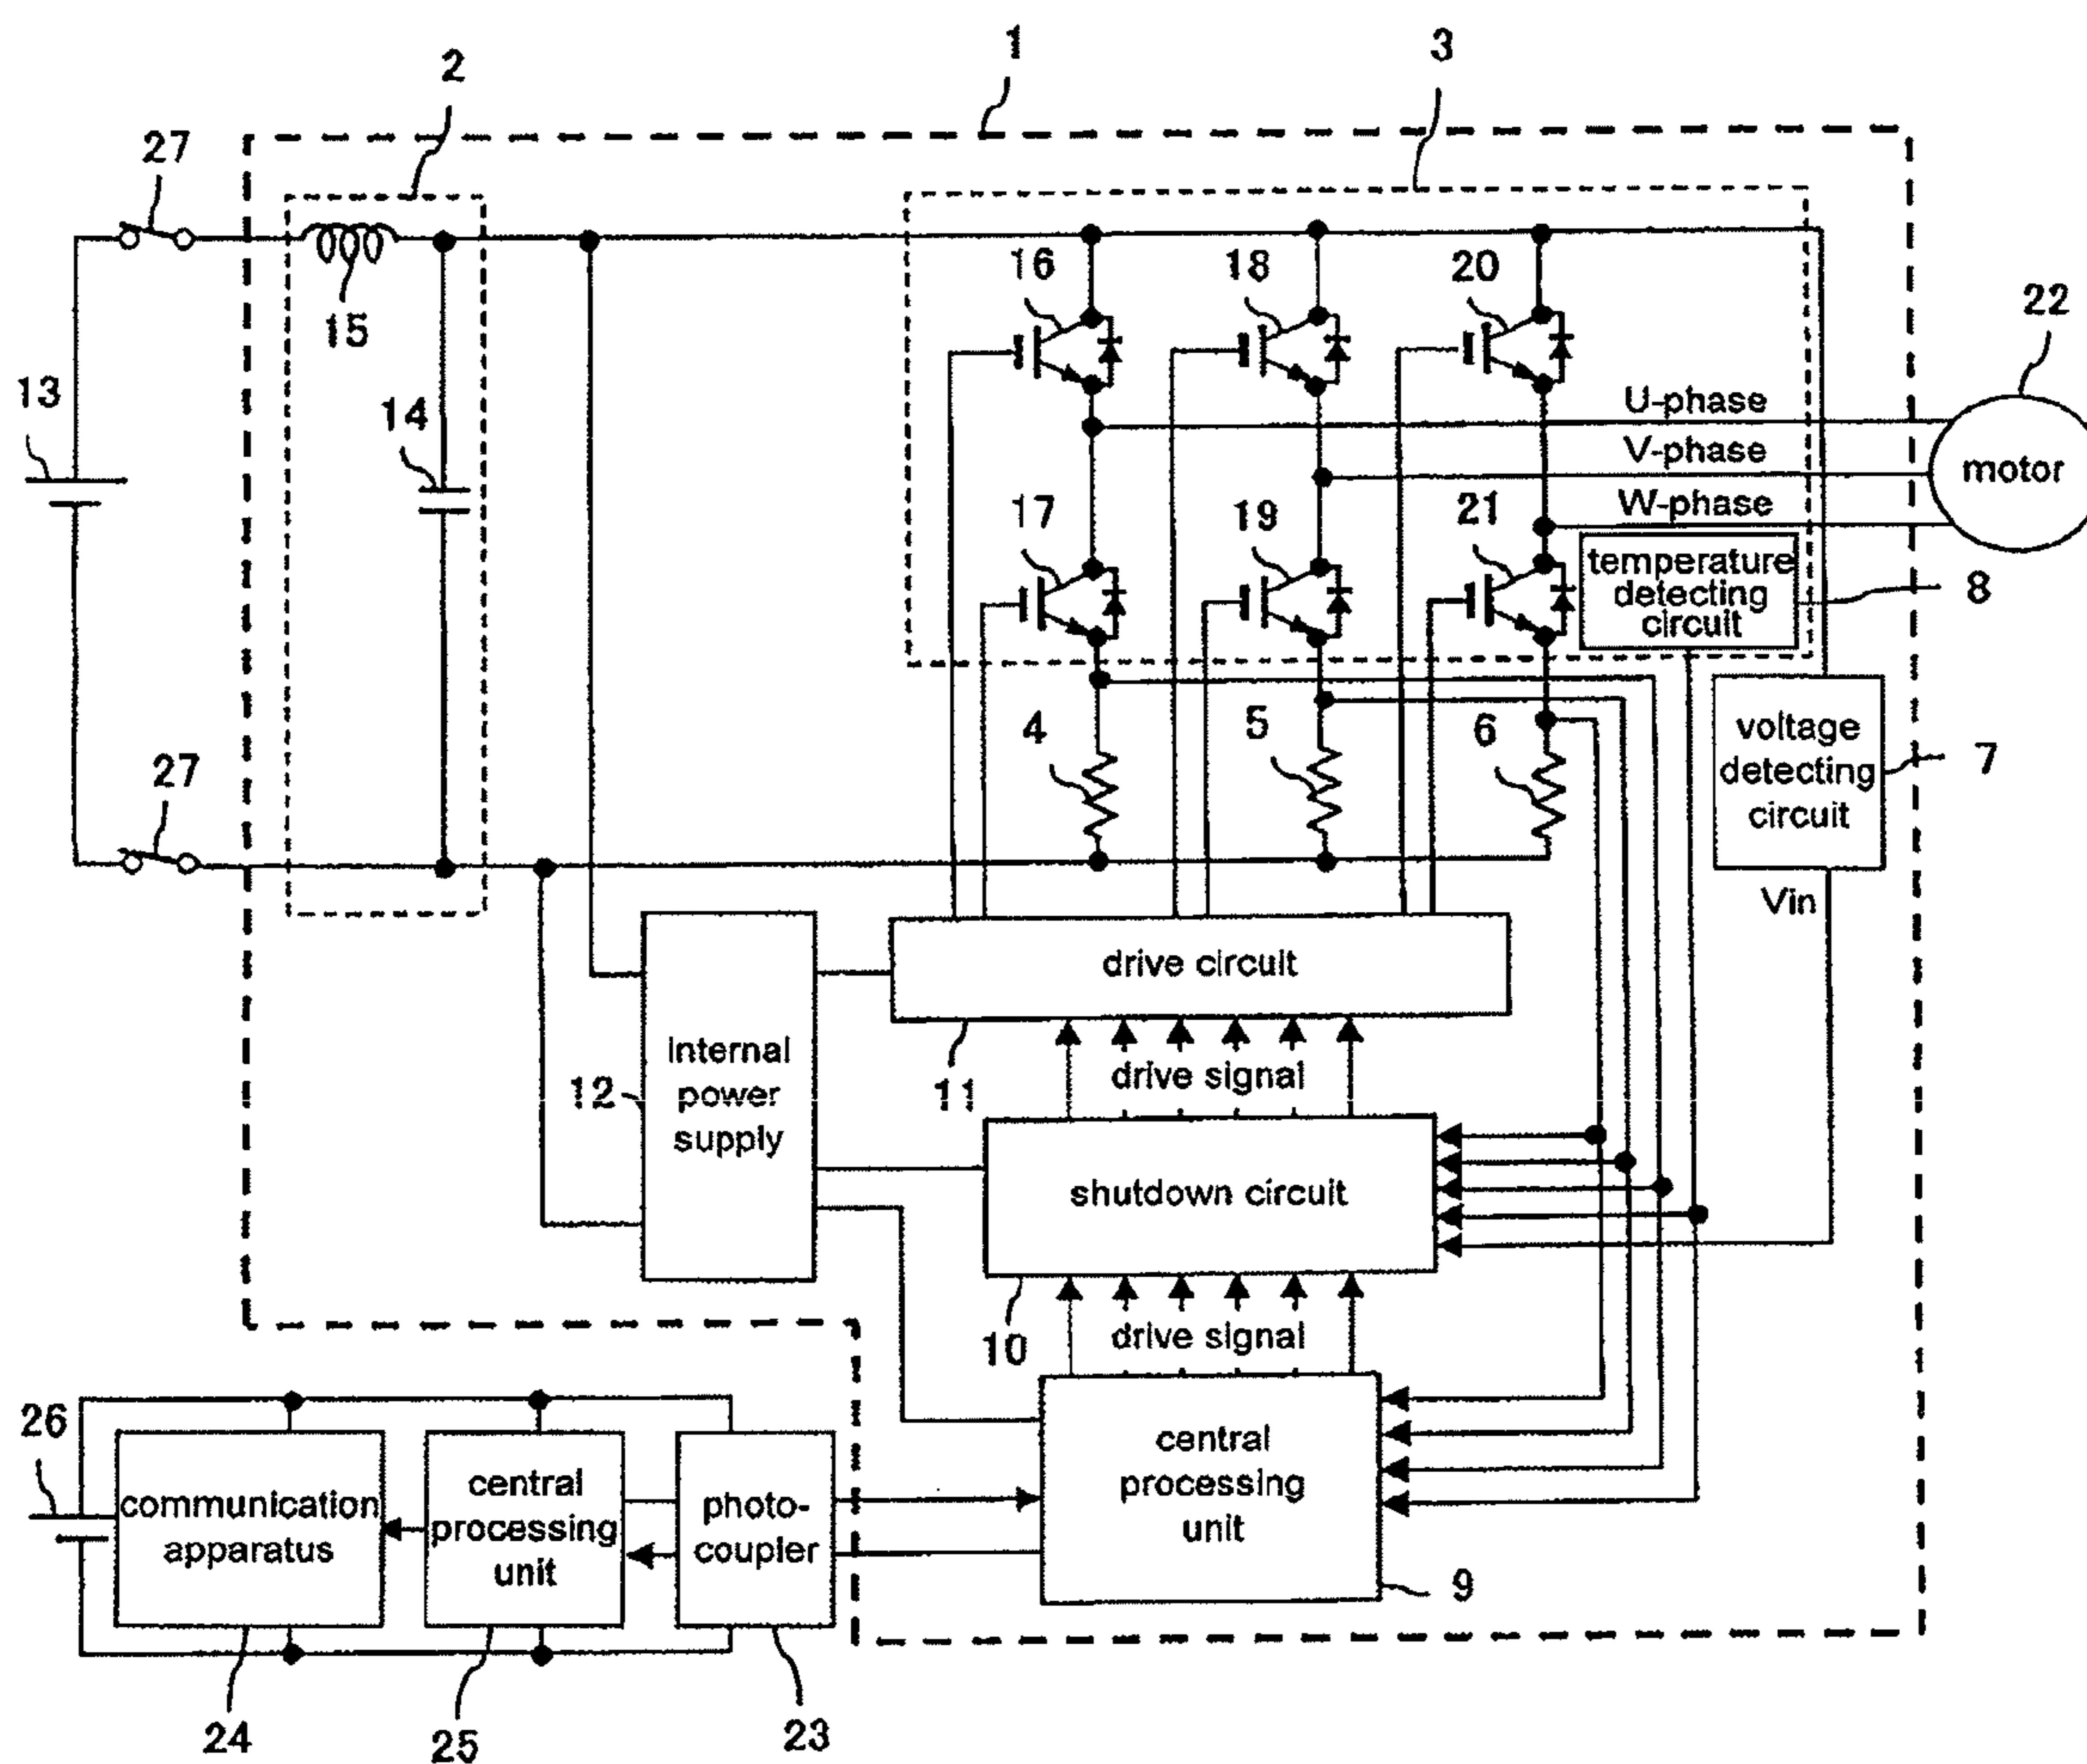 1
3
2
27
16
18
20
22
15
13
14
U-phase
V-phase
motor
W-phase
17
19
21
temperature
detecting
circuit
8
4
5
6
voltage
detecting
circuit
7
27
Vin
drive circuit
internal
power
supply
12
11
drive signal
shutdown circuit
10
drive signal
26
communication
apparatus
central
processing
unit
photo-
coupler
central
processing
unit
9
24
25
23